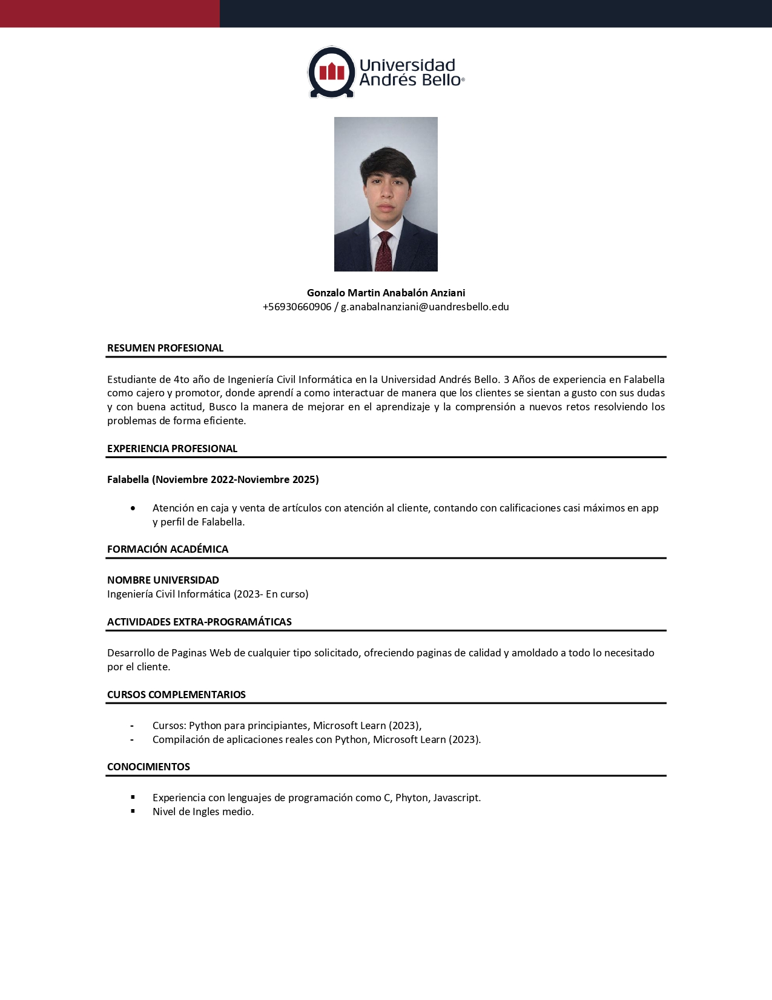 Universidad
Andrés Bello®
Gonzalo Martin Anabalón Anziani
+56930660906 / g.anabalnanziani@uandresbello.edu
RESUMEN PROFESIONAL
Estudiante de 4to año de Ingeniería Civil Informática en la Universidad Andrés Bello. 3 Años de experiencia en Falabella
como cajero y promotor, donde aprendí a como interactuar de manera que los clientes se sientan a gusto con sus dudas
y con buena actitud, Busco la manera de mejorar en el aprendizaje y la comprensión a nuevos retos resolviendo los
problemas de forma eficiente.
EXPERIENCIA PROFESIONAL
Falabella (Noviembre 2022-Noviembre 2025)
• Atención en caja y venta de artículos con atención al cliente, contando con calificaciones casi máximos en app
y perfil de Falabella.
FORMACIÓN ACADÉMICA
NOMBRE UNIVERSIDAD
Ingeniería Civil Informática (2023- En curso)
ACTIVIDADES EXTRA-PROGRAMÁTICAS
Desarrollo de Paginas Web de cualquier tipo solicitado, ofreciendo paginas de calidad y amoldado a todo lo necesitado
por el cliente.
CURSOS COMPLEMENTARIOS
- Cursos: Python para principiantes, Microsoft Learn (2023),
- Compilación de aplicaciones reales con Python, Microsoft Learn (2023).
CONOCIMIENTOS
▪ Experiencia con lenguajes de programación como C, Phyton, Javascript.
▪ Nivel de Ingles medio.